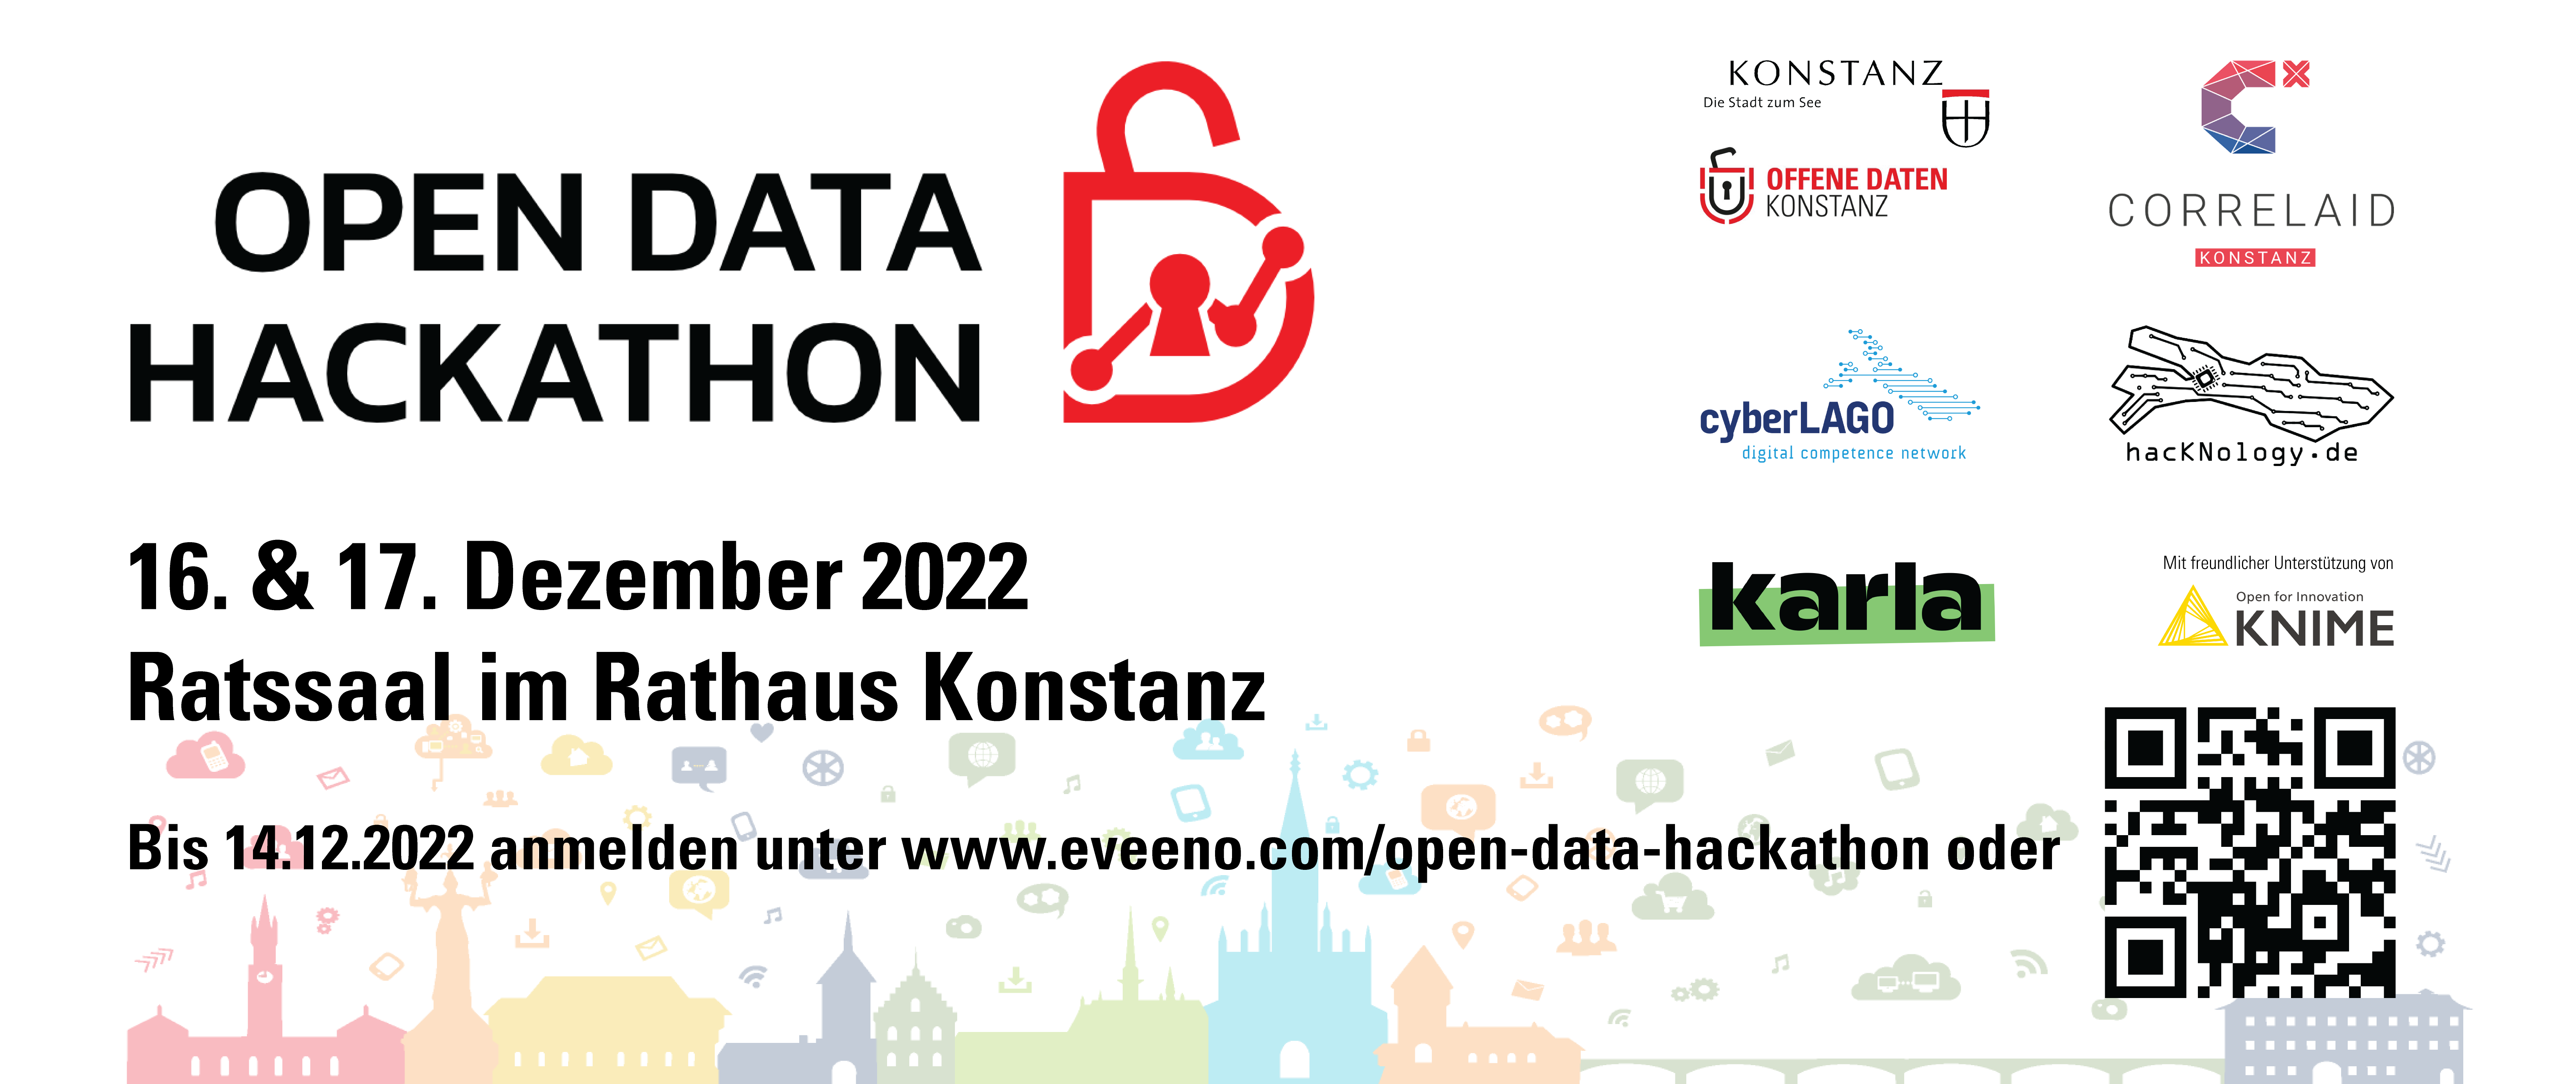 OPEN DATA
HACKATHON
16. & 17. Dezember 2022
Ratssaal im Rathaus Konstanz
Bis 14.12.2022 anmelden unter www.eveeno.com/open-data-hackathon oder
KONSTANZ
Die Stadt zum See
OFFENE DATEN
KONSTANZ
CORRELAID
KONSTANZ
cyberLAGO
digital competence network
hacKNology.de
karla
Mit freundlicher Unterstützung von
Open for Innovation
KNIME